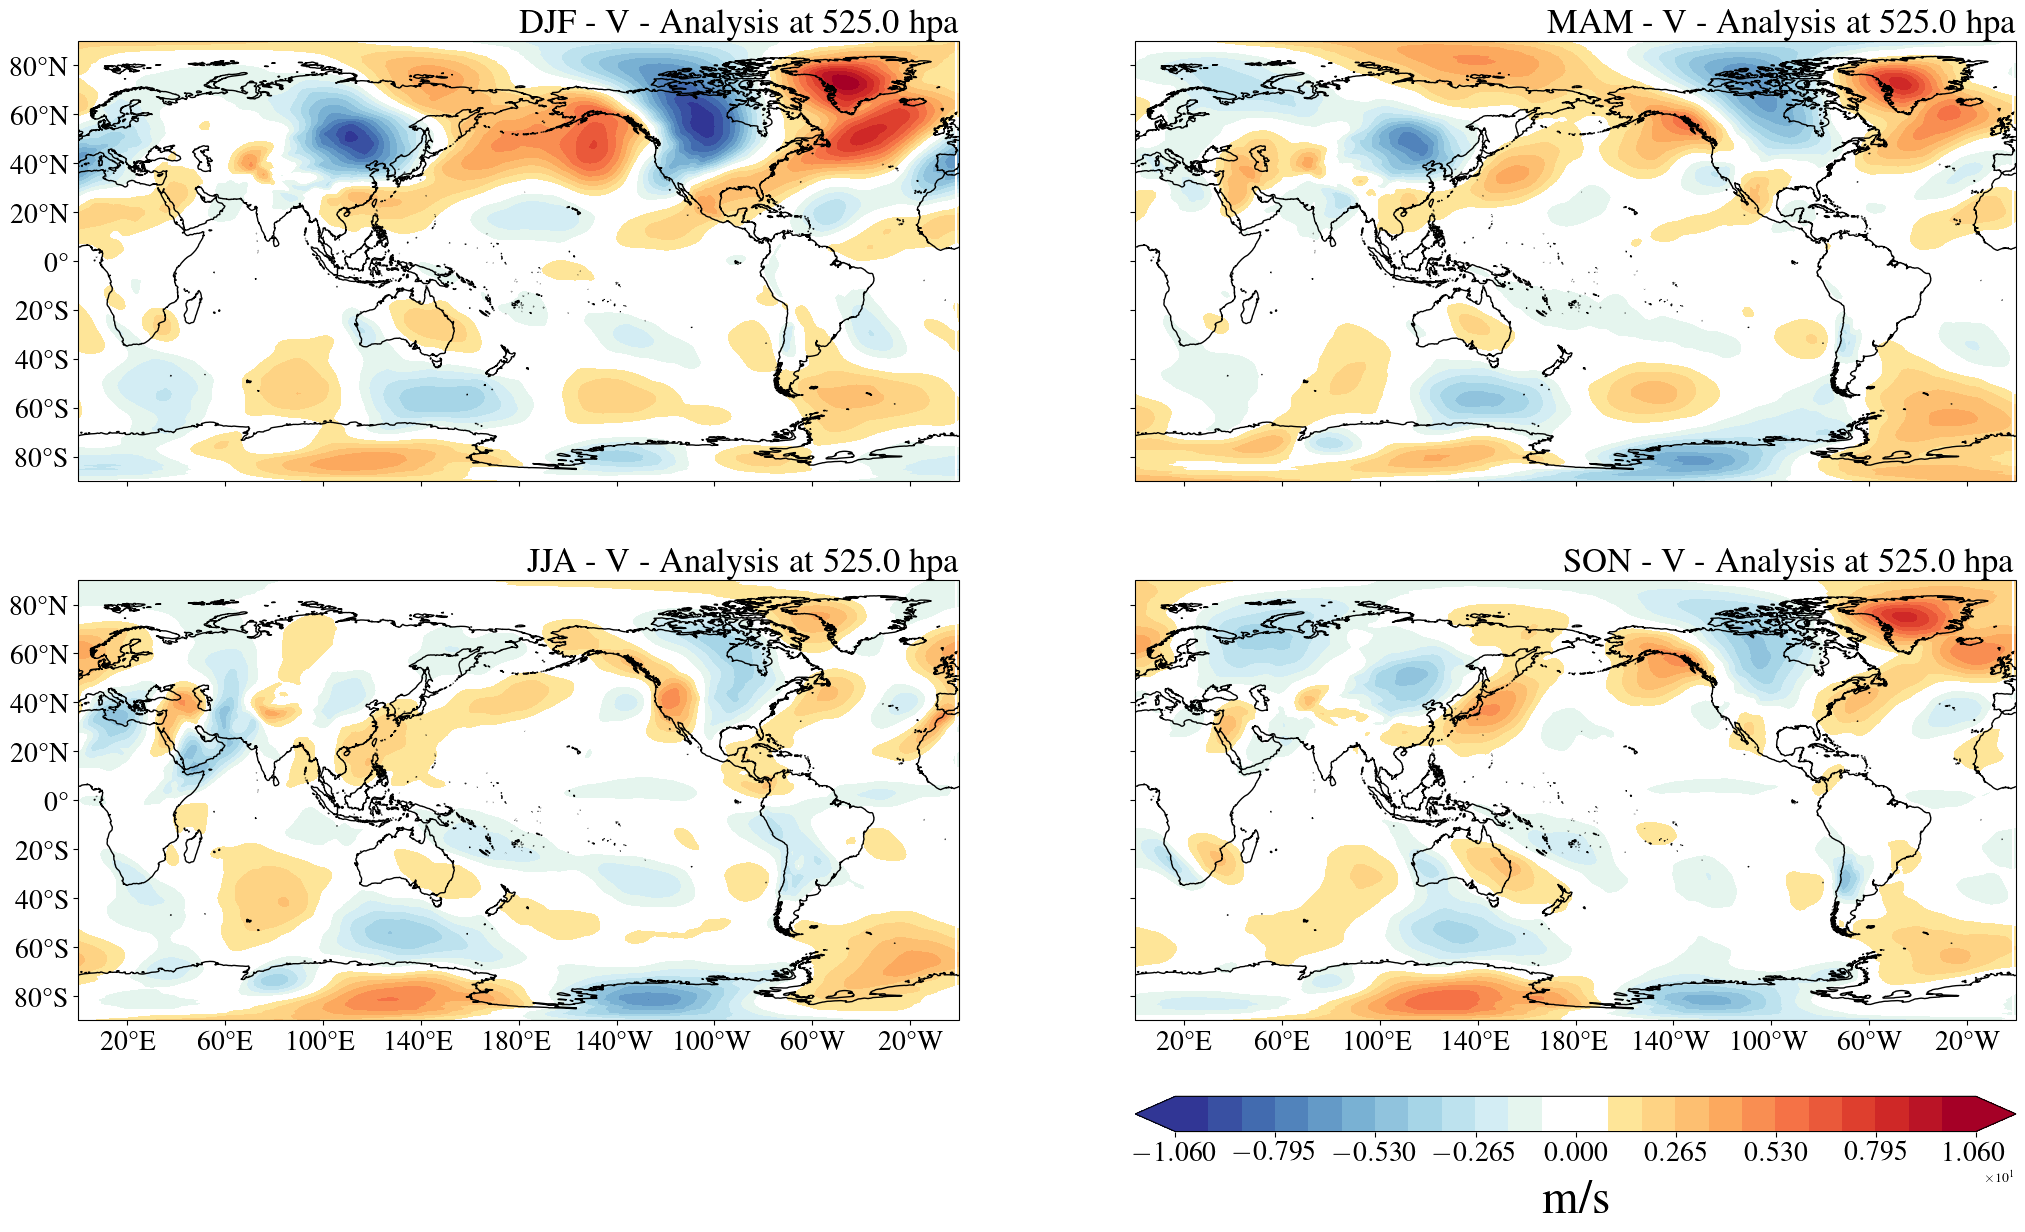 DJF - V - Analysis at 525.0 hpa
MAM - V - Analysis at 525.0 hpa
80°N
60°N
40°N
20°N
0°
20°S
40°S
60°S
80°S
JJA - V - Analysis at 525.0 hpa
SON - V - Analysis at 525.0 hpa
80°N
60°N
40°N
20°N
0°
20°S
40°S
60°S
80°S
20°E 60°E 100°E 140°E 180°E 140°W 100°W 60°W 20°W
20°E 60°E 100°E 140°E 180°E 140°W 100°W 60°W 20°W
−1.060 −0.795 −0.530 −0.265 0.000 0.265 0.530 0.795 1.060
×10¹
m/s